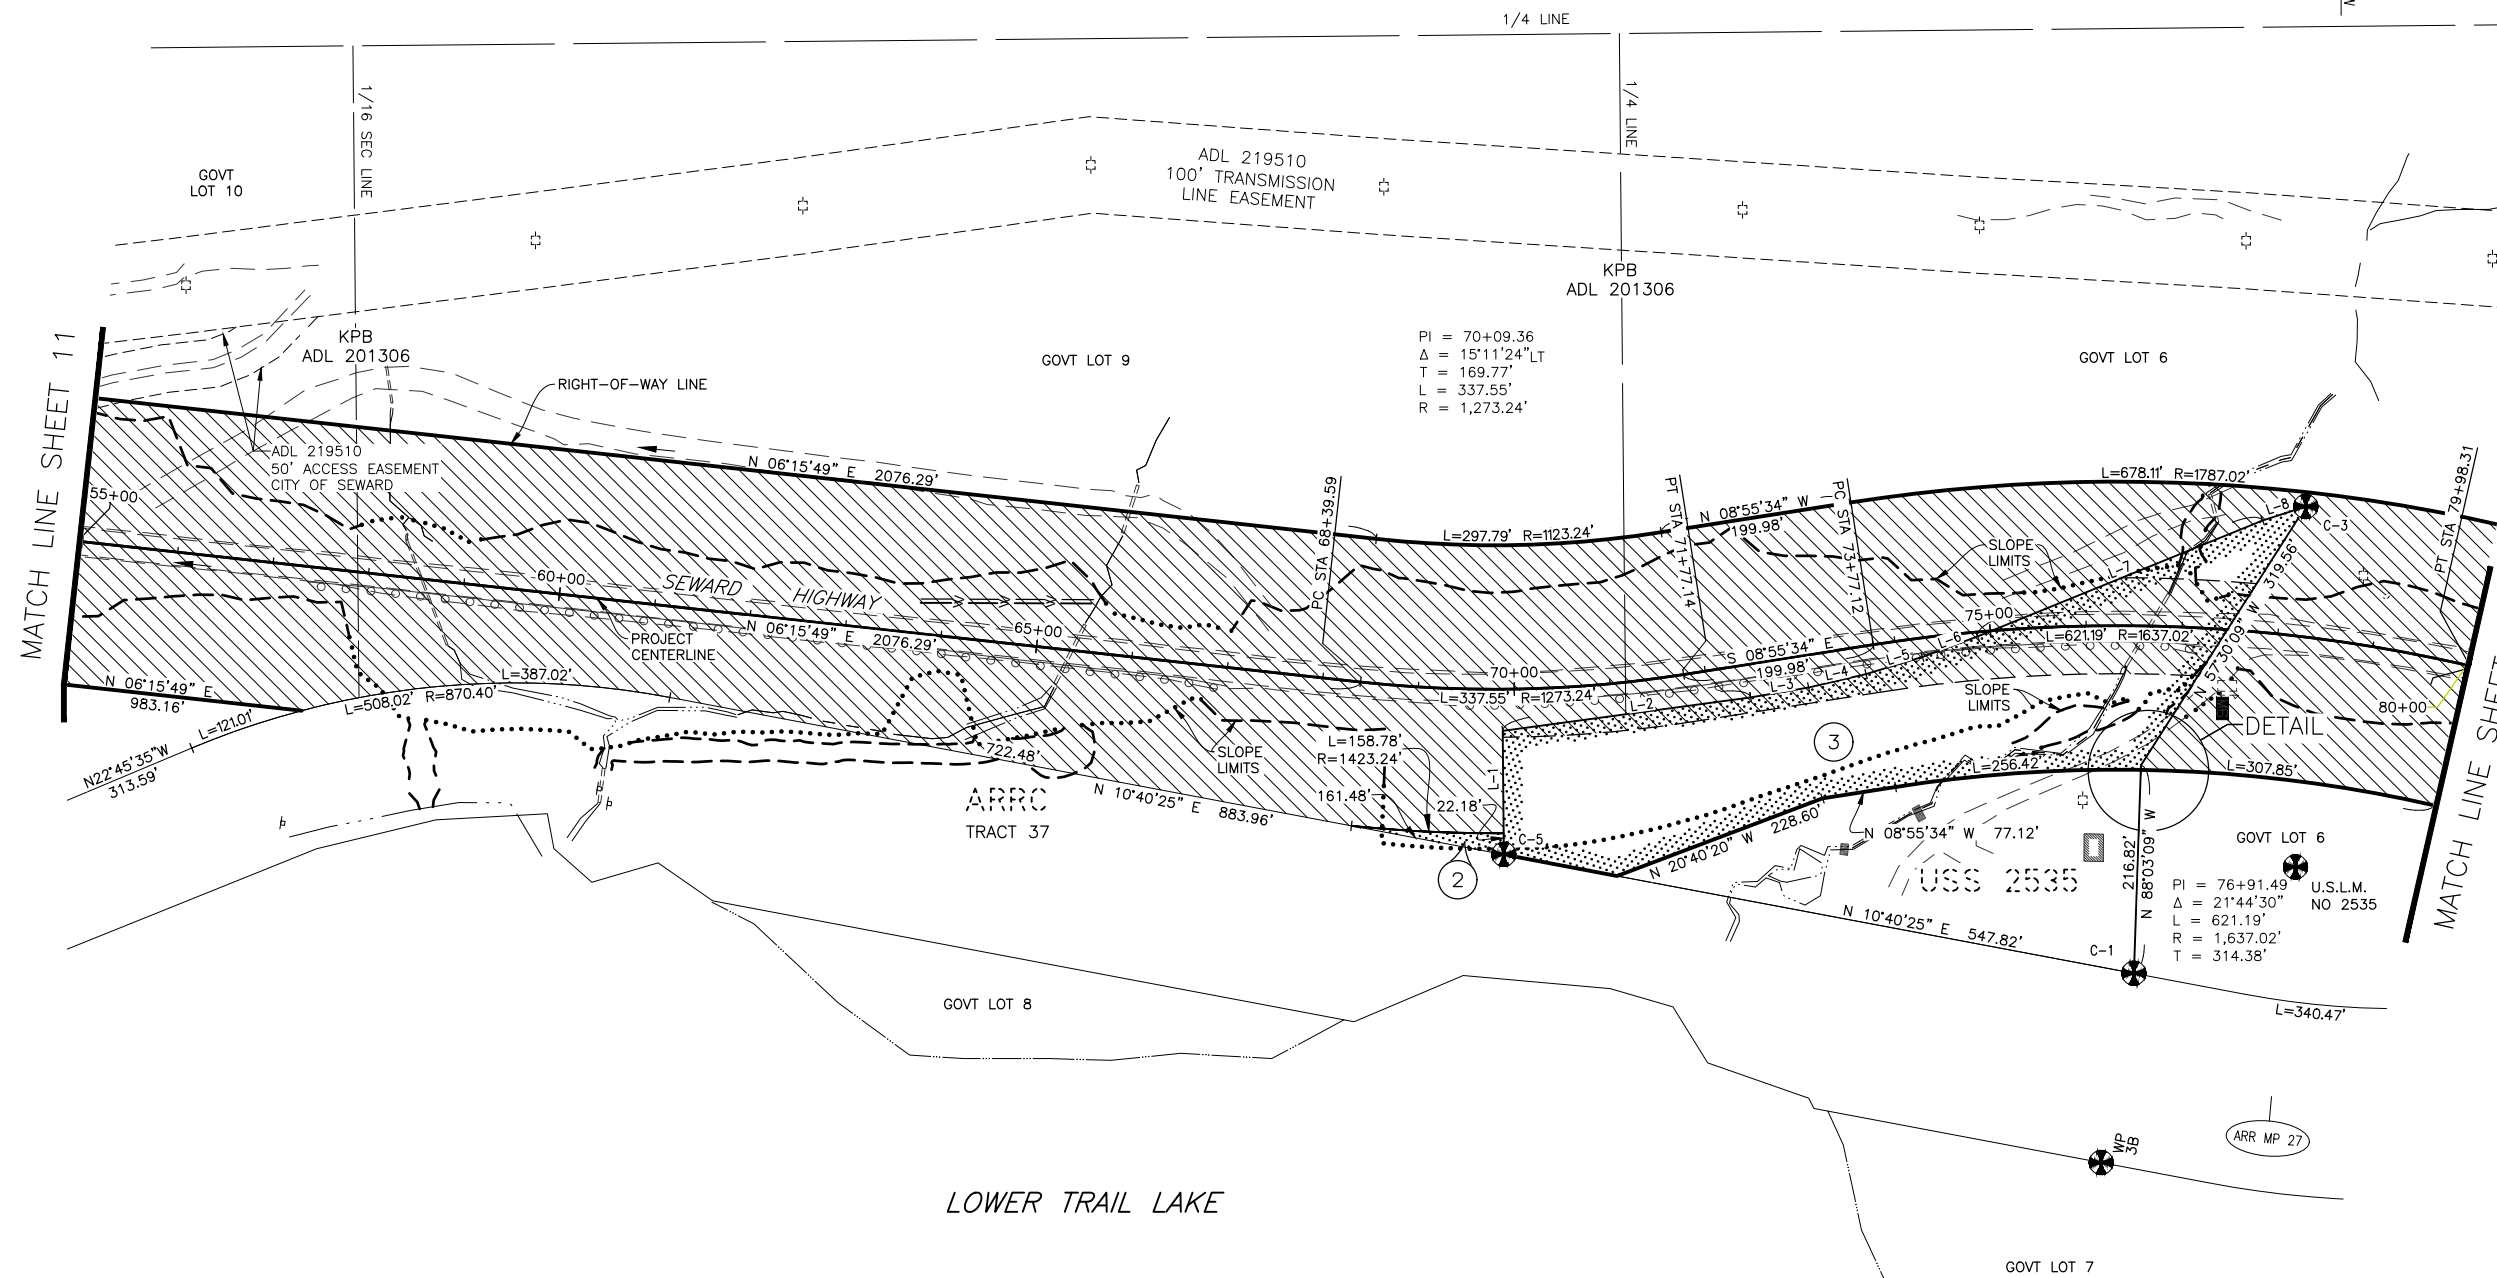 1/4 LINE
1/16 SEC LINE
1/4 LINE
GOVT
LOT 10
ADL 219510
100' TRANSMISSION
LINE EASEMENT
KPB
ADL 201306
KPB
ADL 201306
PI = 70+09.36
Δ = 15°11'24"LT
T = 169.77'
L = 337.55'
R = 1,273.24'
GOVT LOT 9
GOVT LOT 6
MATCH LINE SHEET 11
RIGHT-OF-WAY LINE
ADL 219510
50' ACCESS EASEMENT
CITY OF SEWARD
N 06°15'49" E 2076.29'
PC STA 68+39.59
L=297.79' R=1123.24'
PT STA 71+77.14
N 08°55'34" W
199.98'
PC STA 73+77.12
L=678.11' R=1787.02'
L-8
C-3
PT STA 79+98.31
55+00
60+00
SEWARD HIGHWAY
PROJECT
CENTERLINE
N 06°15'49" E 2076.29'
65+00
70+00
L=337.55' R=1273.24'
S 08°55'34" E
199.98'
75+00
L=621.19' R=1637.02'
SLOPE
LIMITS
L-7
L-6
L-5
L-4
L-3
L-2
L-1
319.56'
N 57°30'09" W
80+00
N 06°15'49" E
983.16'
L=387.02'
L=508.02' R=870.40'
L=121.01'
N22°45'35"W
313.59'
722.48'
SLOPE
LIMITS
L=158.78'
R=1423.24'
161.48'
22.18'
C-5
2
3
SLOPE
LIMITS
DETAIL
L=256.42'
L=307.85'
N 10°40'25" E 883.96'
N 20°40'20" W 228.60'
N 08°55'34" W 77.12'
ARRC
TRACT 37
USS 2535
GOVT LOT 6
U.S.L.M.
NO 2535
216.82'
N 88°03'09" W
PI = 76+91.49
Δ = 21°44'30"
L = 621.19'
R = 1,637.02'
T = 314.38'
N 10°40'25" E 547.82'
C-1
L=340.47'
MATCH LINE SHE
GOVT LOT 8
WP
3B
ARR MP 27
LOWER TRAIL LAKE
GOVT LOT 7